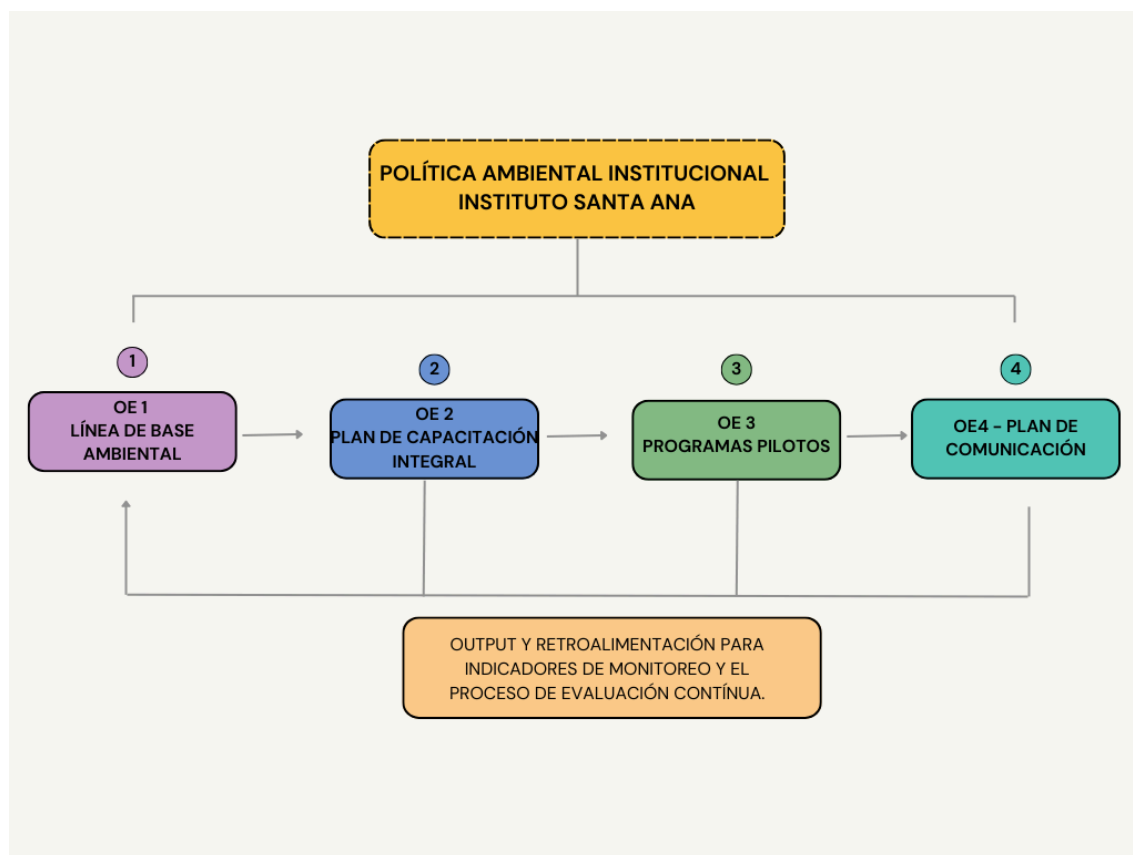 POLÍTICA AMBIENTAL INSTITUCIONAL
INSTITUTO SANTA ANA
1
2
3
4
OE 1
LÍNEA DE BASE
AMBIENTAL
OE 2
PLAN DE CAPACITACIÓN
INTEGRAL
OE 3
PROGRAMAS PILOTOS
OE4 - PLAN DE
COMUNICACIÓN
OUTPUT Y RETROALIMENTACIÓN PARA
INDICADORES DE MONITOREO Y EL
PROCESO DE EVALUACIÓN CONTÍNUA.